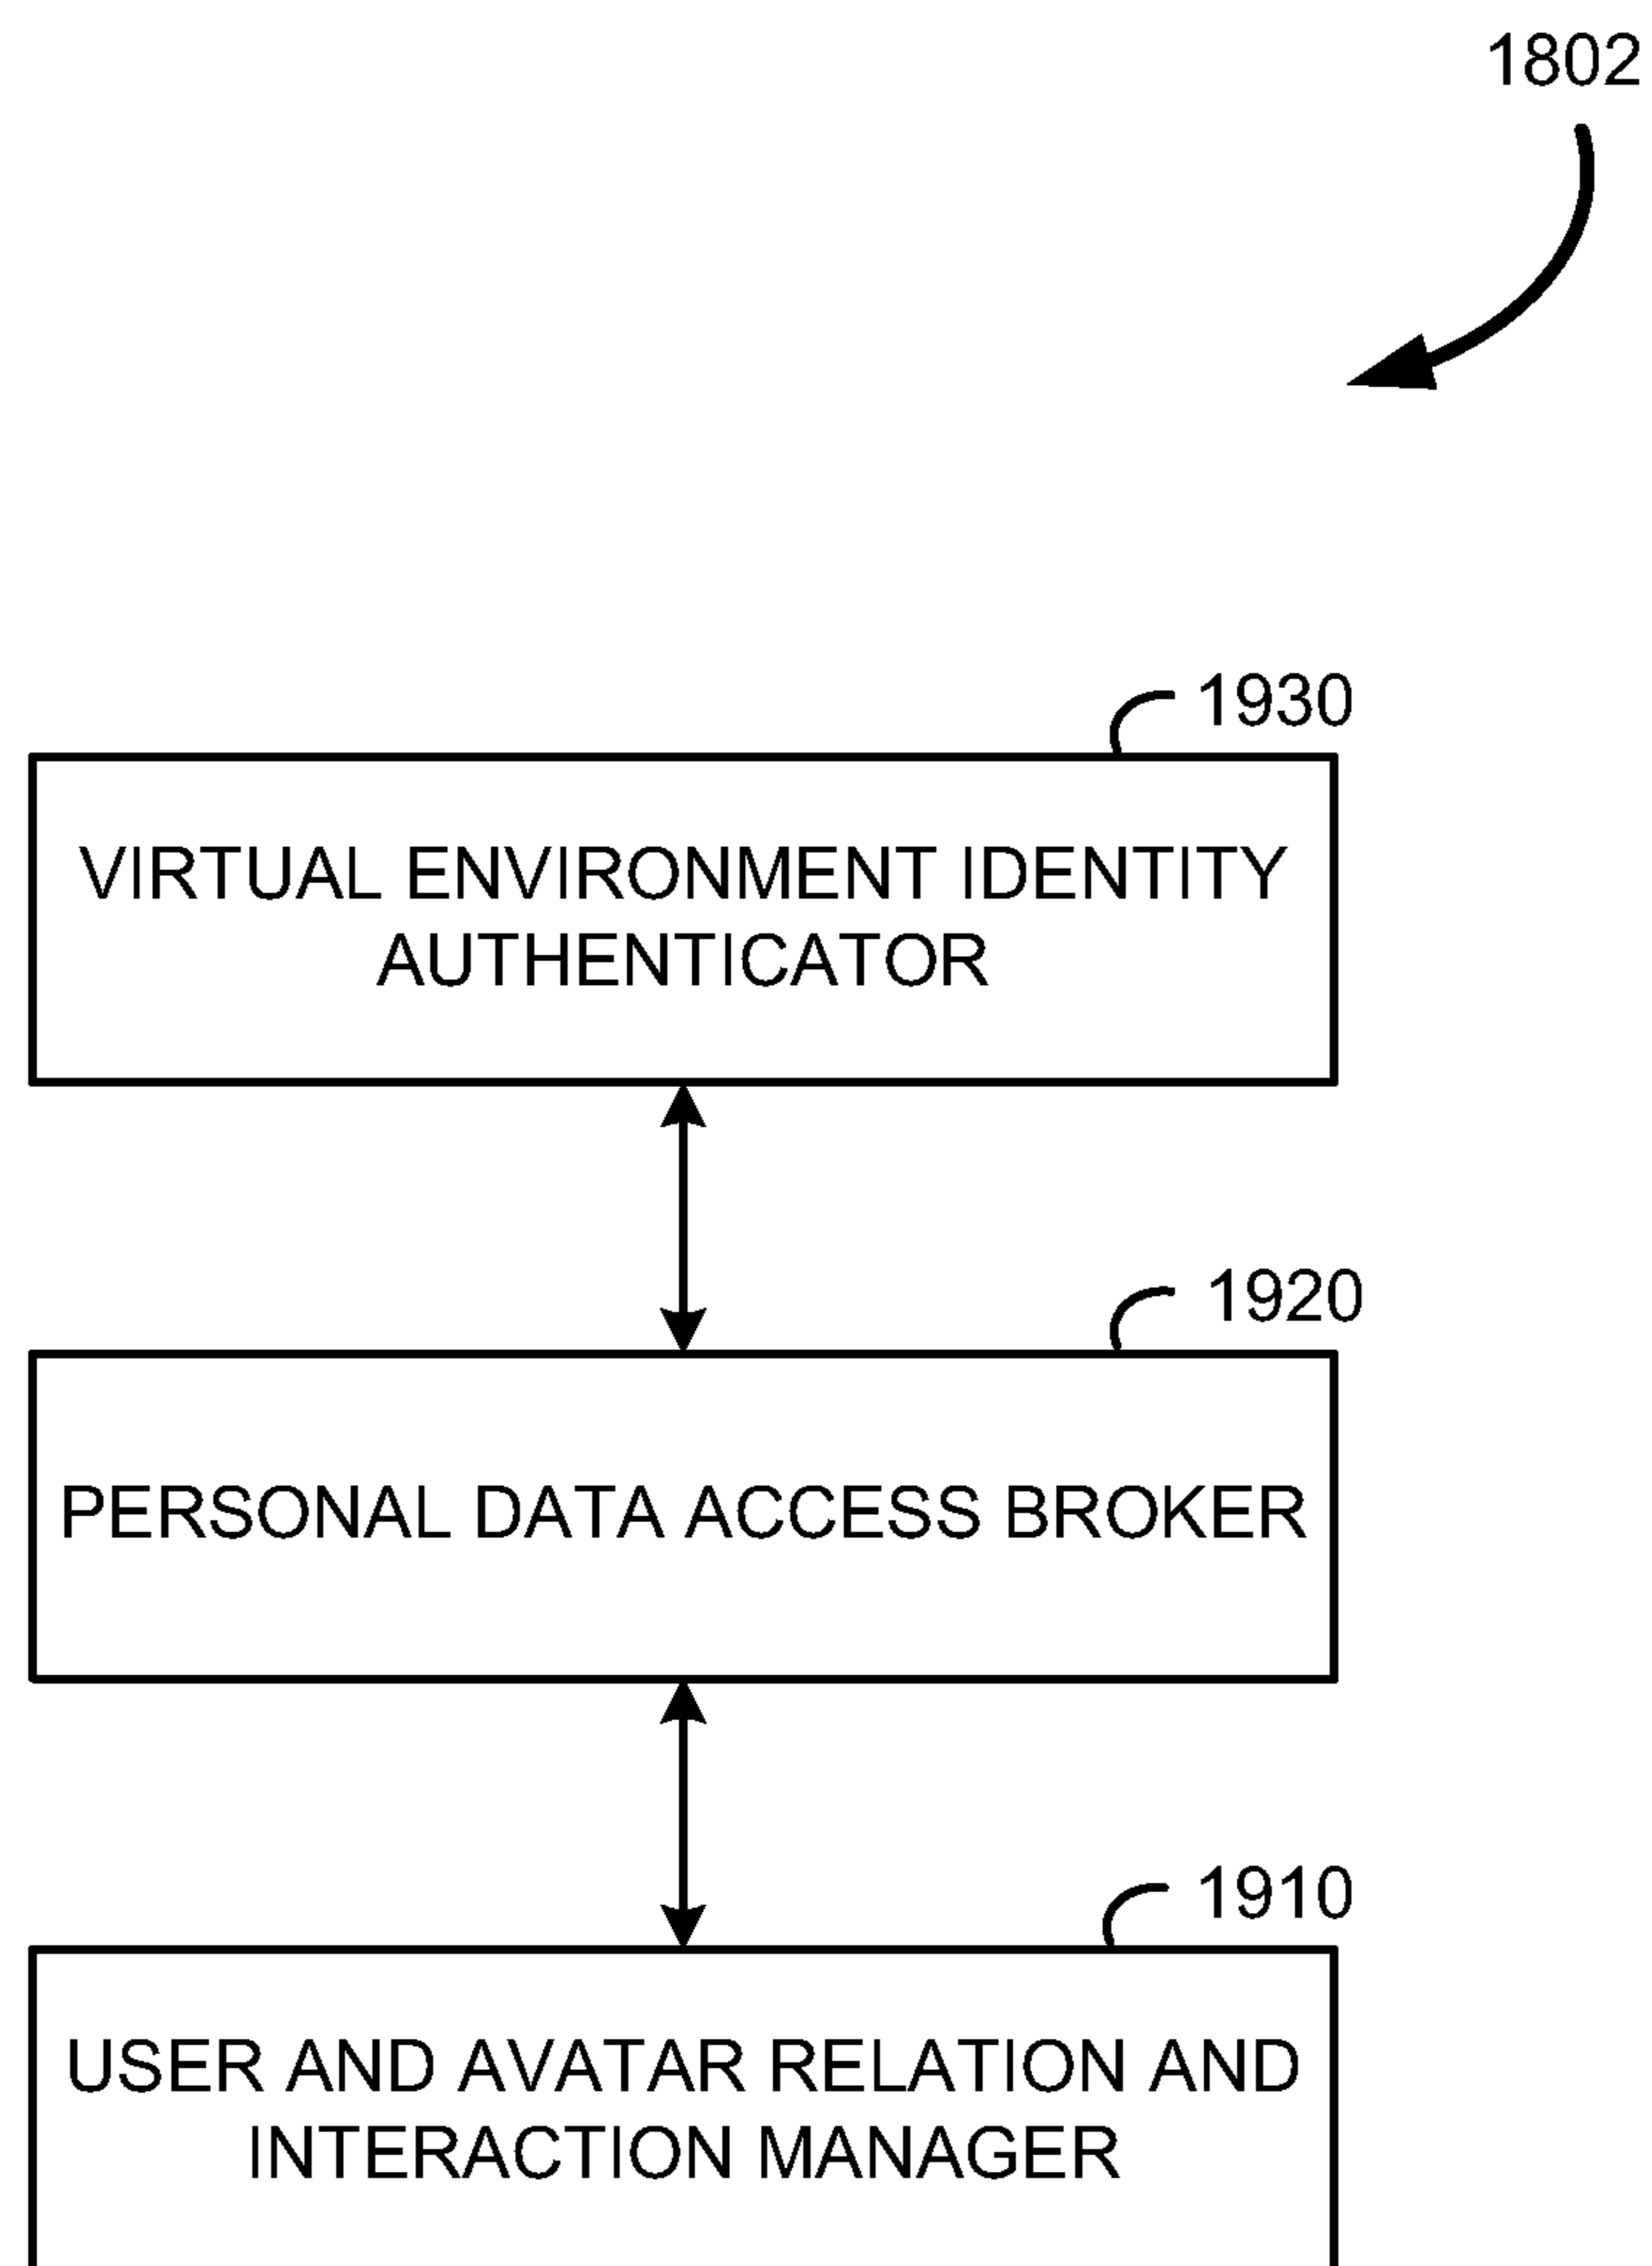 1802
1930
VIRTUAL ENVIRONMENT IDENTITY
AUTHENTICATOR
1920
PERSONAL DATA ACCESS BROKER
1910
USER AND AVATAR RELATION AND
INTERACTION MANAGER